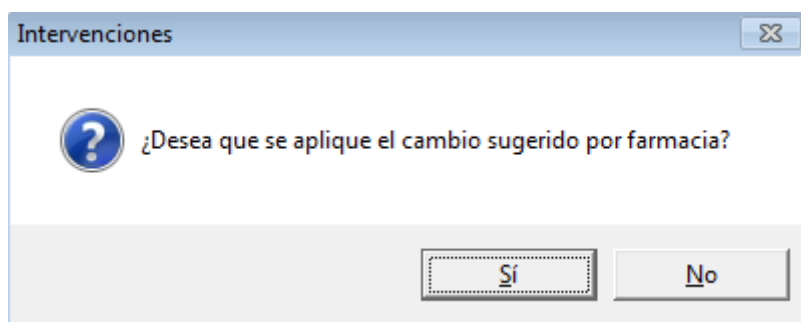 Intervenciones
¿Desea que se aplique el cambio sugerido por farmacia?
Sí
No